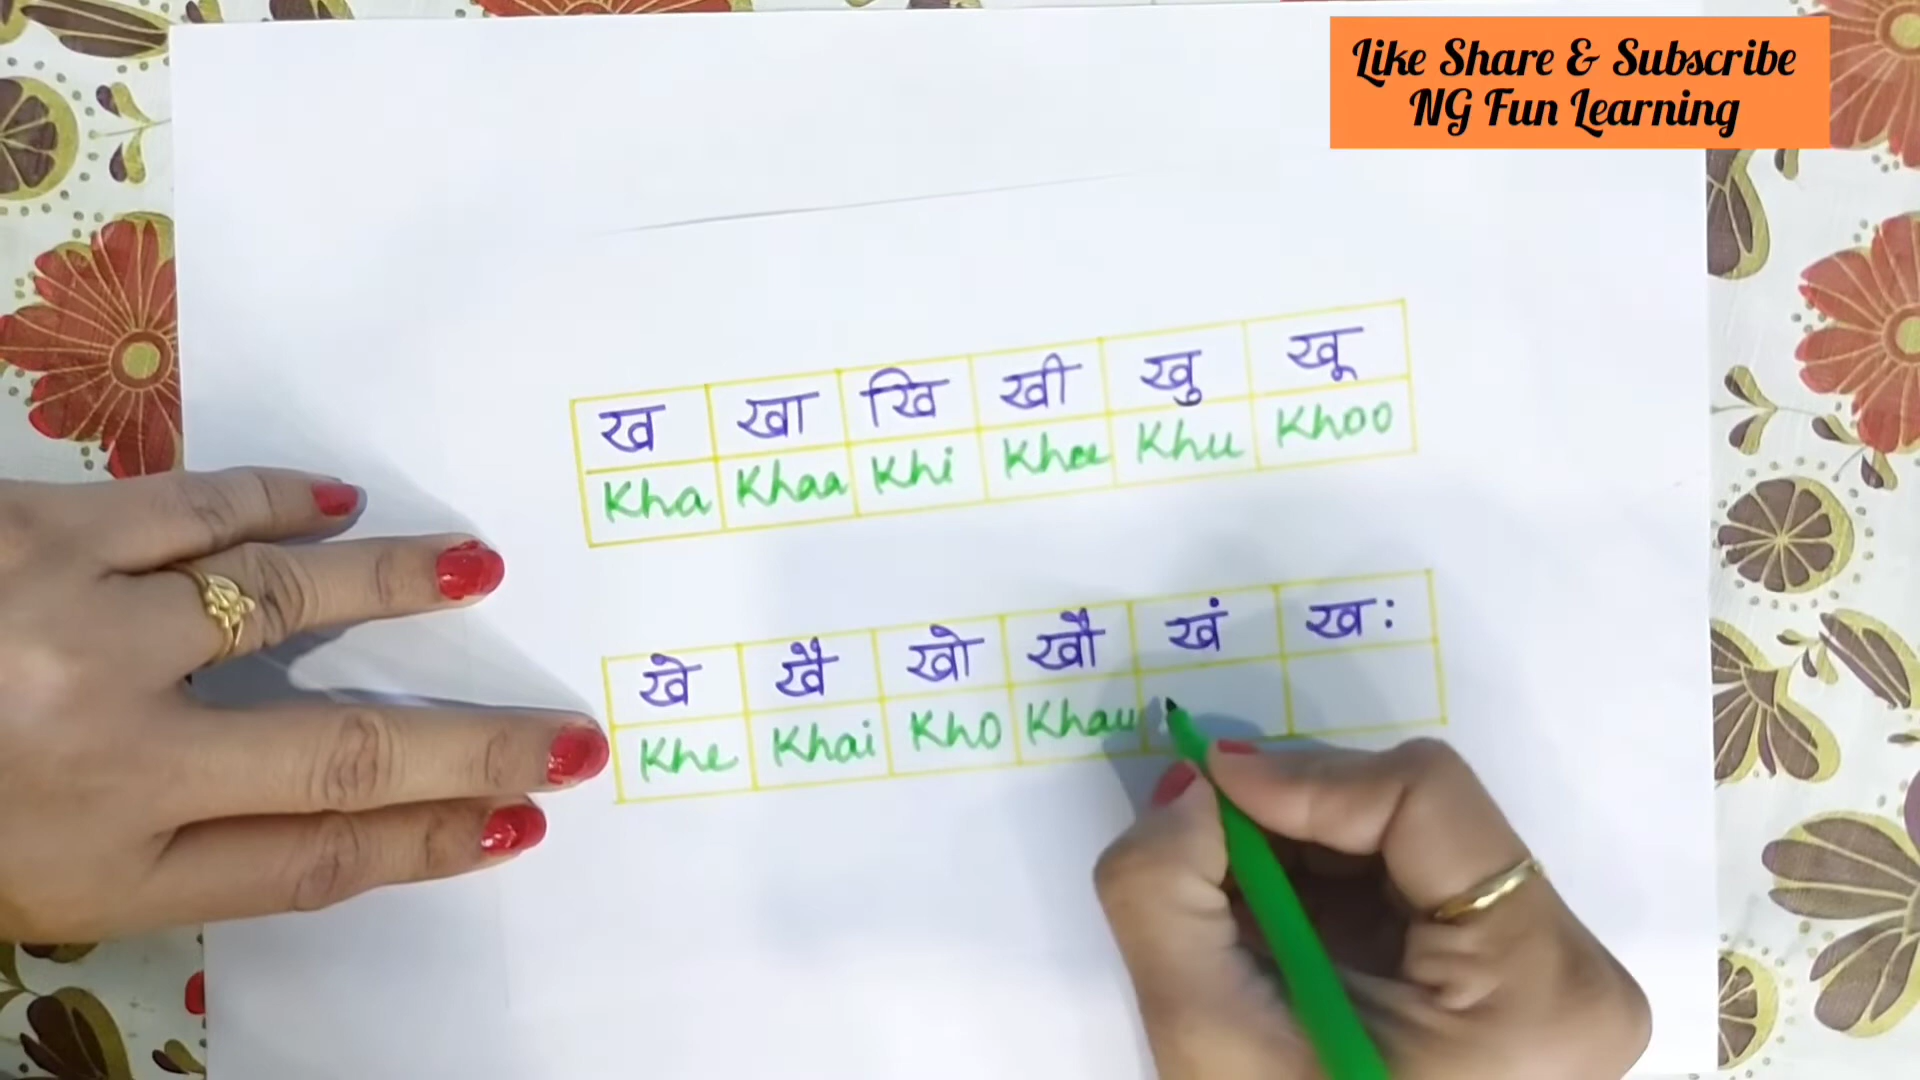 Like Share & Subscribe
NG Fun Learning
ख खा खि खी खु खू
Kha Khaa Khi Khee Khu Khoo
खे खै खो खौ खं ख:
Khe Khai Kho Khau